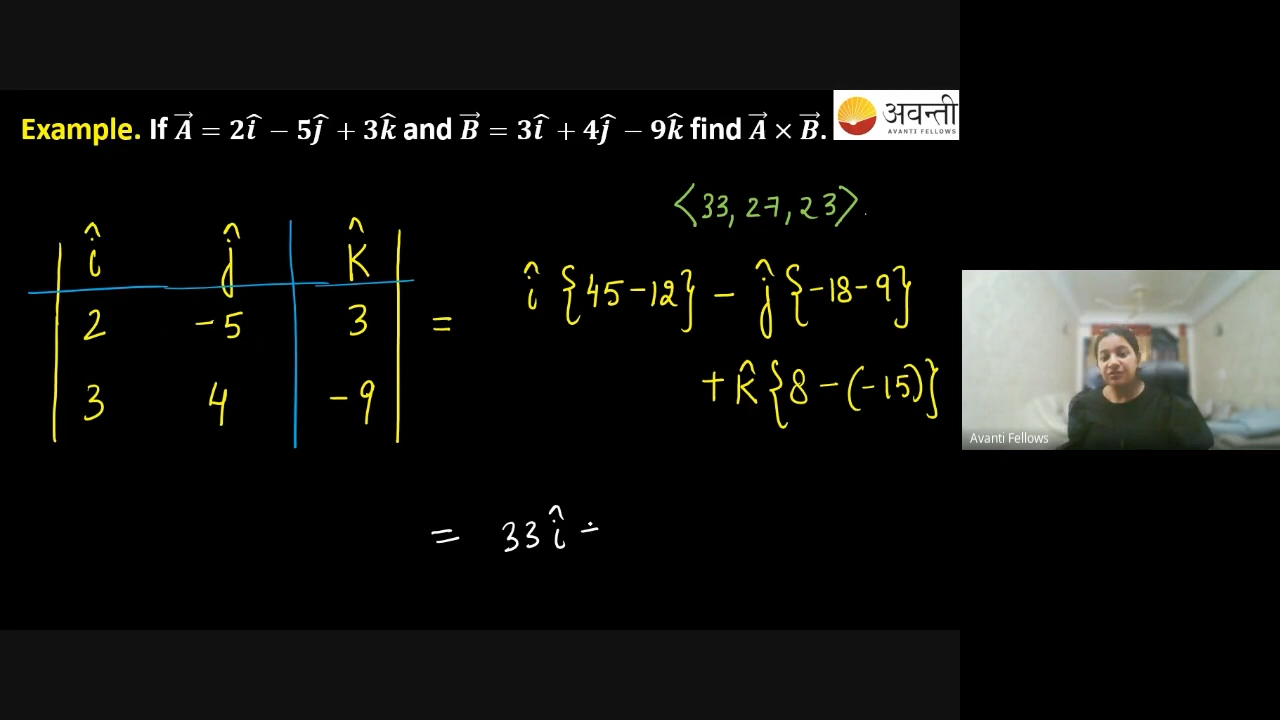 Example. If A⃗ = 2î − 5ĵ + 3k̂ and B⃗ = 3î + 4ĵ − 9k̂ find A⃗ × B⃗.
अवन्ती
AVANTI FELLOWS
<33, 27, 23>
î ĵ k̂
2 -5 3
3 4 -9
= î {45-12} - ĵ {-18-9}
+ k̂ {8-(-15)}
= 33 î ÷
Avanti Fellows